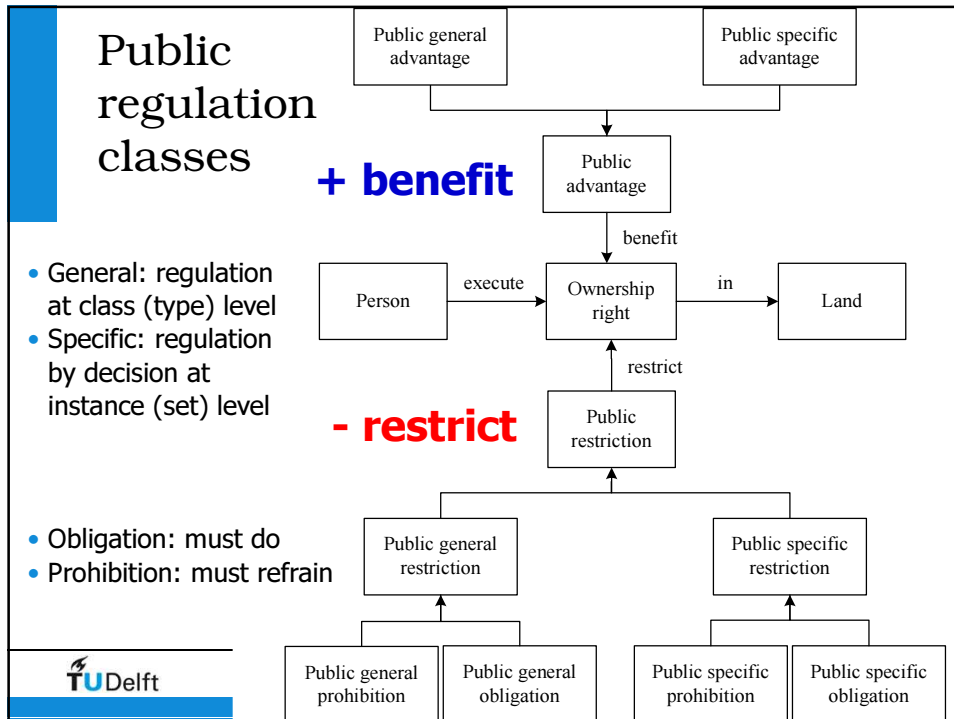 Public
regulation
classes
Public general
advantage
Public specific
advantage
+ benefit
Public
advantage
benefit
• General: regulation
at class (type) level
• Specific: regulation
by decision at
instance (set) level
Person
execute
Ownership
right
in
Land
restrict
- restrict
Public
restriction
• Obligation: must do
• Prohibition: must refrain
Public general
restriction
Public specific
restriction
Public general
prohibition
Public general
obligation
Public specific
prohibition
Public specific
obligation
TUDelft